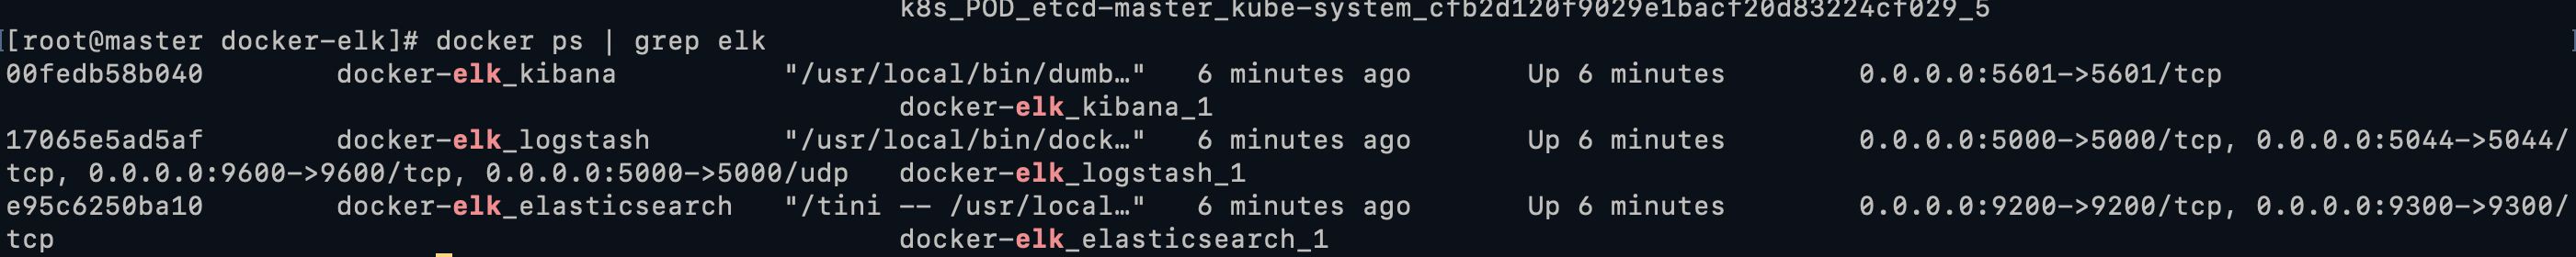 k8s_POD_etcd-master_kube-system_cfb2d120f9029e1bacf20d83224cf029_5
[root@master docker-elk]# docker ps | grep elk
00fedb58b040        docker-elk_kibana          "/usr/local/bin/dumb…"   6 minutes ago       Up 6 minutes        0.0.0.0:5601->5601/tcp
docker-elk_kibana_1
17065e5ad5af        docker-elk_logstash        "/usr/local/bin/dock…"   6 minutes ago       Up 6 minutes        0.0.0.0:5000->5000/tcp, 0.0.0.0:5044->5044/
tcp, 0.0.0.0:9600->9600/tcp, 0.0.0.0:5000->5000/udp   docker-elk_logstash_1
e95c6250ba10        docker-elk_elasticsearch   "/tini -- /usr/local…"   6 minutes ago       Up 6 minutes        0.0.0.0:9200->9200/tcp, 0.0.0.0:9300->9300/
tcp                                                   docker-elk_elasticsearch_1